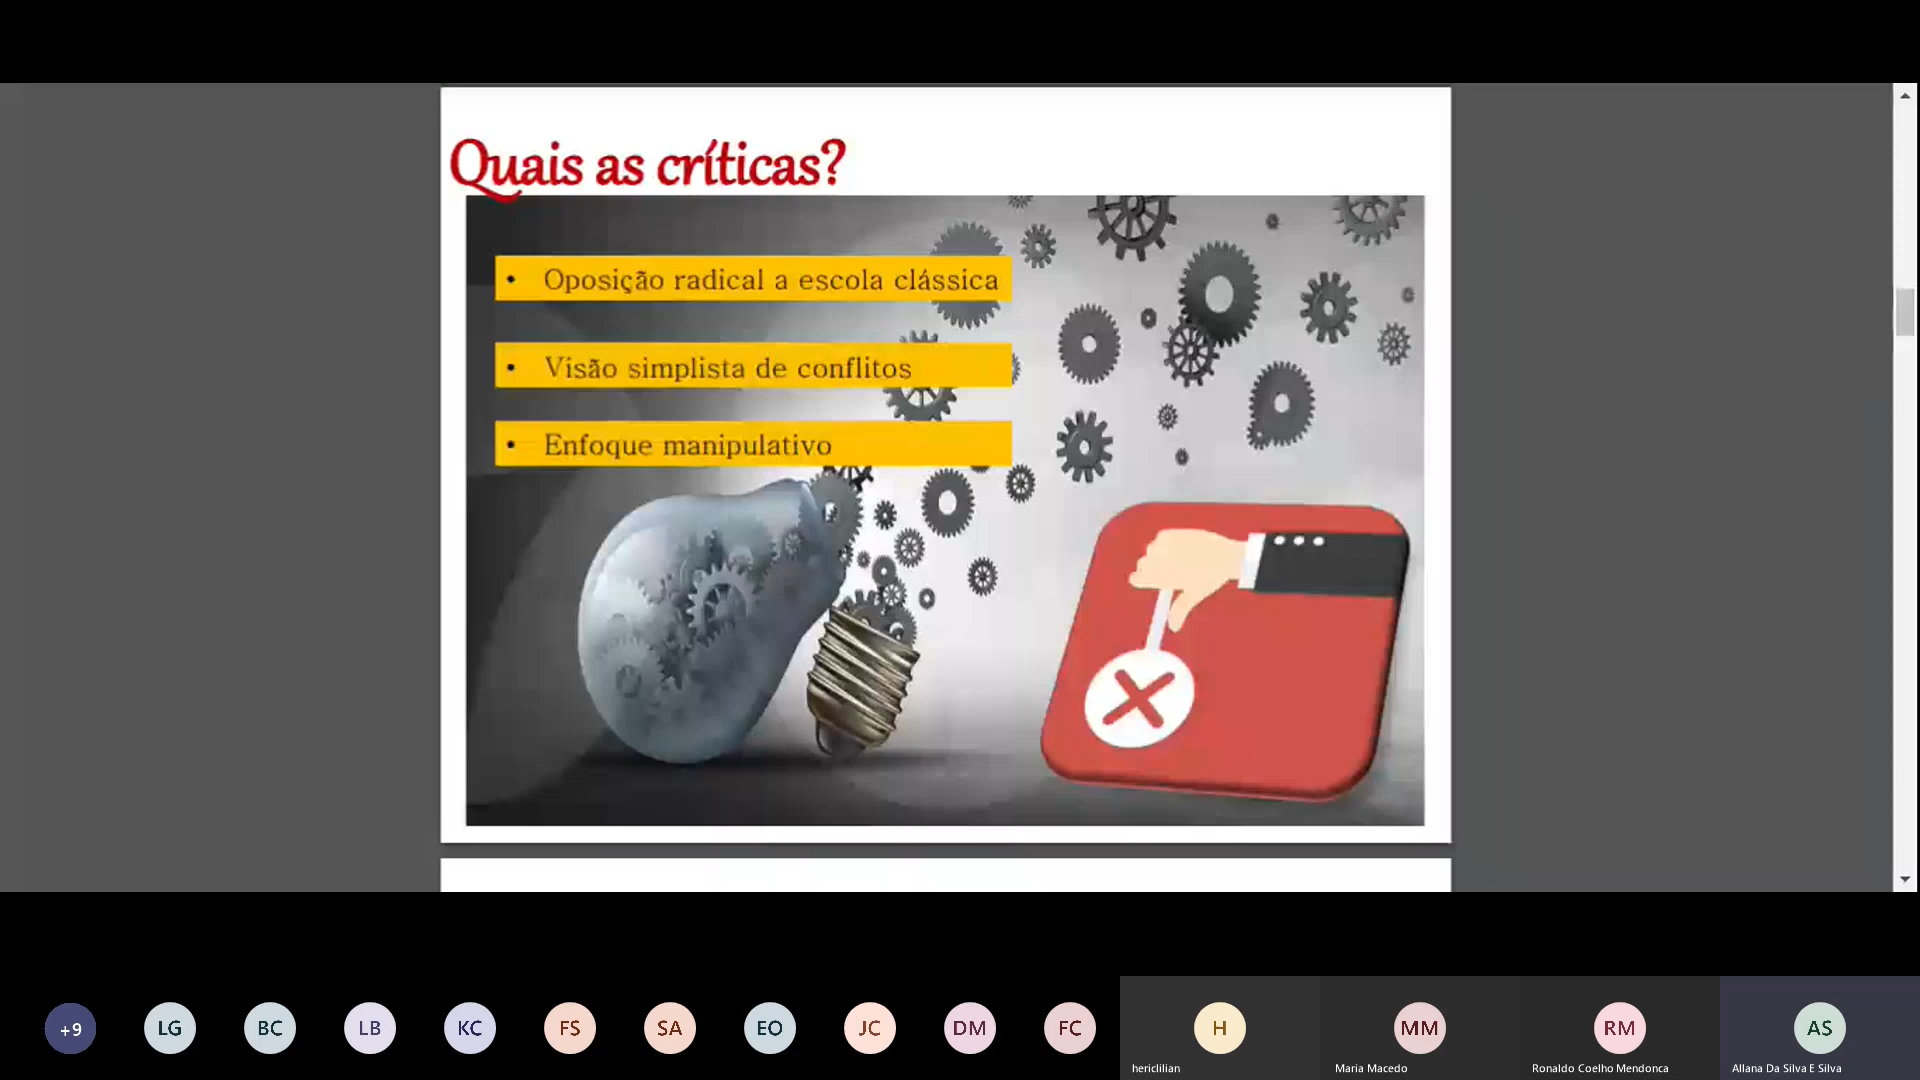 Quais as críticas?
• Oposição radical a escola clássica
• Visão simplista de conflitos
• Enfoque manipulativo
+9
LG
BC
LB
KC
FS
SA
EO
JC
DM
FC
H
MM
RM
AS
hericlilian
Maria Macedo
Ronaldo Coelho Mendonca
Allana Da Silva E Silva